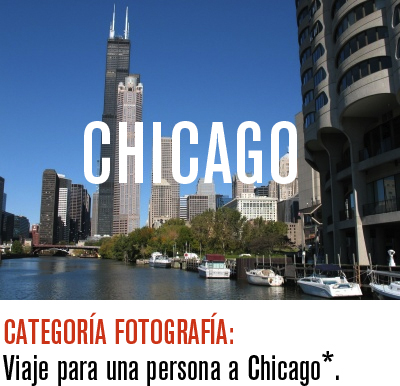 CHICAGO
CATEGORÍA FOTOGRAFÍA:
Viaje para una persona a Chicago*.